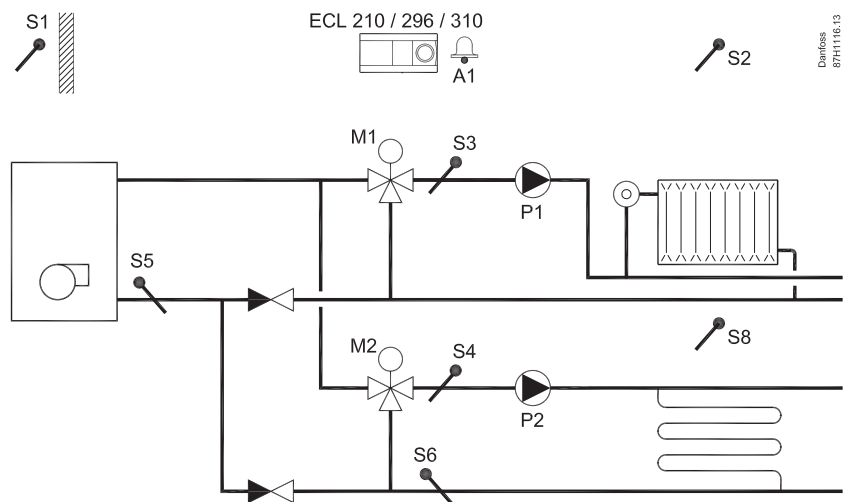 S1
ECL 210 / 296 / 310
A1
S2
Danfoss
87H1116.13
M1
S3
P1
S5
S8
M2
S4
P2
S6